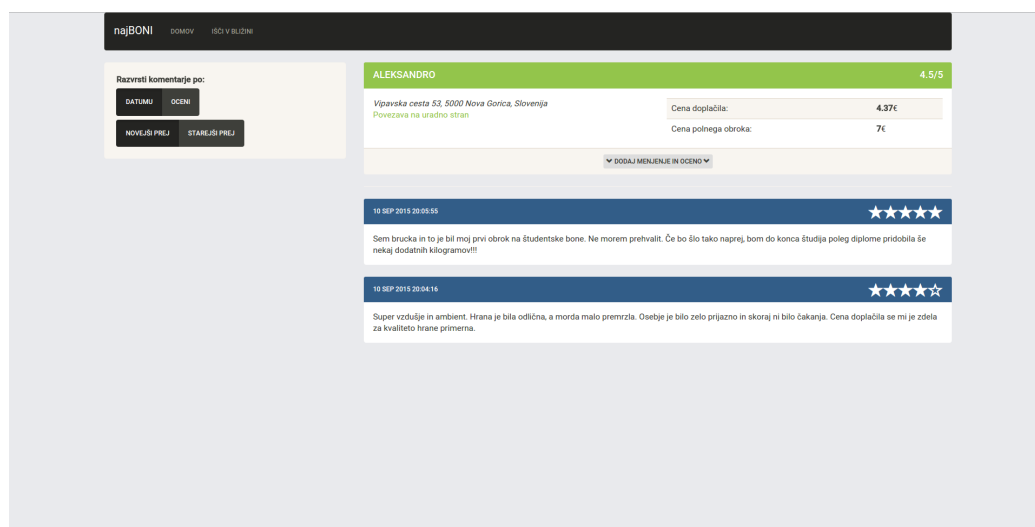 najBONI DOMOV IŠČI V BLIŽINI
Razvrsti komentarje po:
DATUMU OCENI
NOVEJŠI PREJ STAREJŠI PREJ
ALEKSANDRO 4.5/5
Vipavska cesta 53, 5000 Nova Gorica, Slovenija
Povezava na uradno stran
Cena doplačila: 4.37€
Cena polnega obroka: 7€
DODAJ MENJENJE IN OCENO
10 SEP 2015 20:05:55
Sem brucka in to je bil moj prvi obrok na študentske bone. Ne morem prehvalit. Če bo šlo tako naprej, bom do konca študija poleg diplome pridobila še
nekaj dodatnih kilogramov!!!
10 SEP 2015 20:04:16
Super vzdušje in ambient. Hrana je bila odlična, a morda malo premrzla. Osebje je bilo zelo prijazno in skoraj ni bilo čakanja. Cena doplačila se mi je zdela
za kvaliteto hrane primerna.